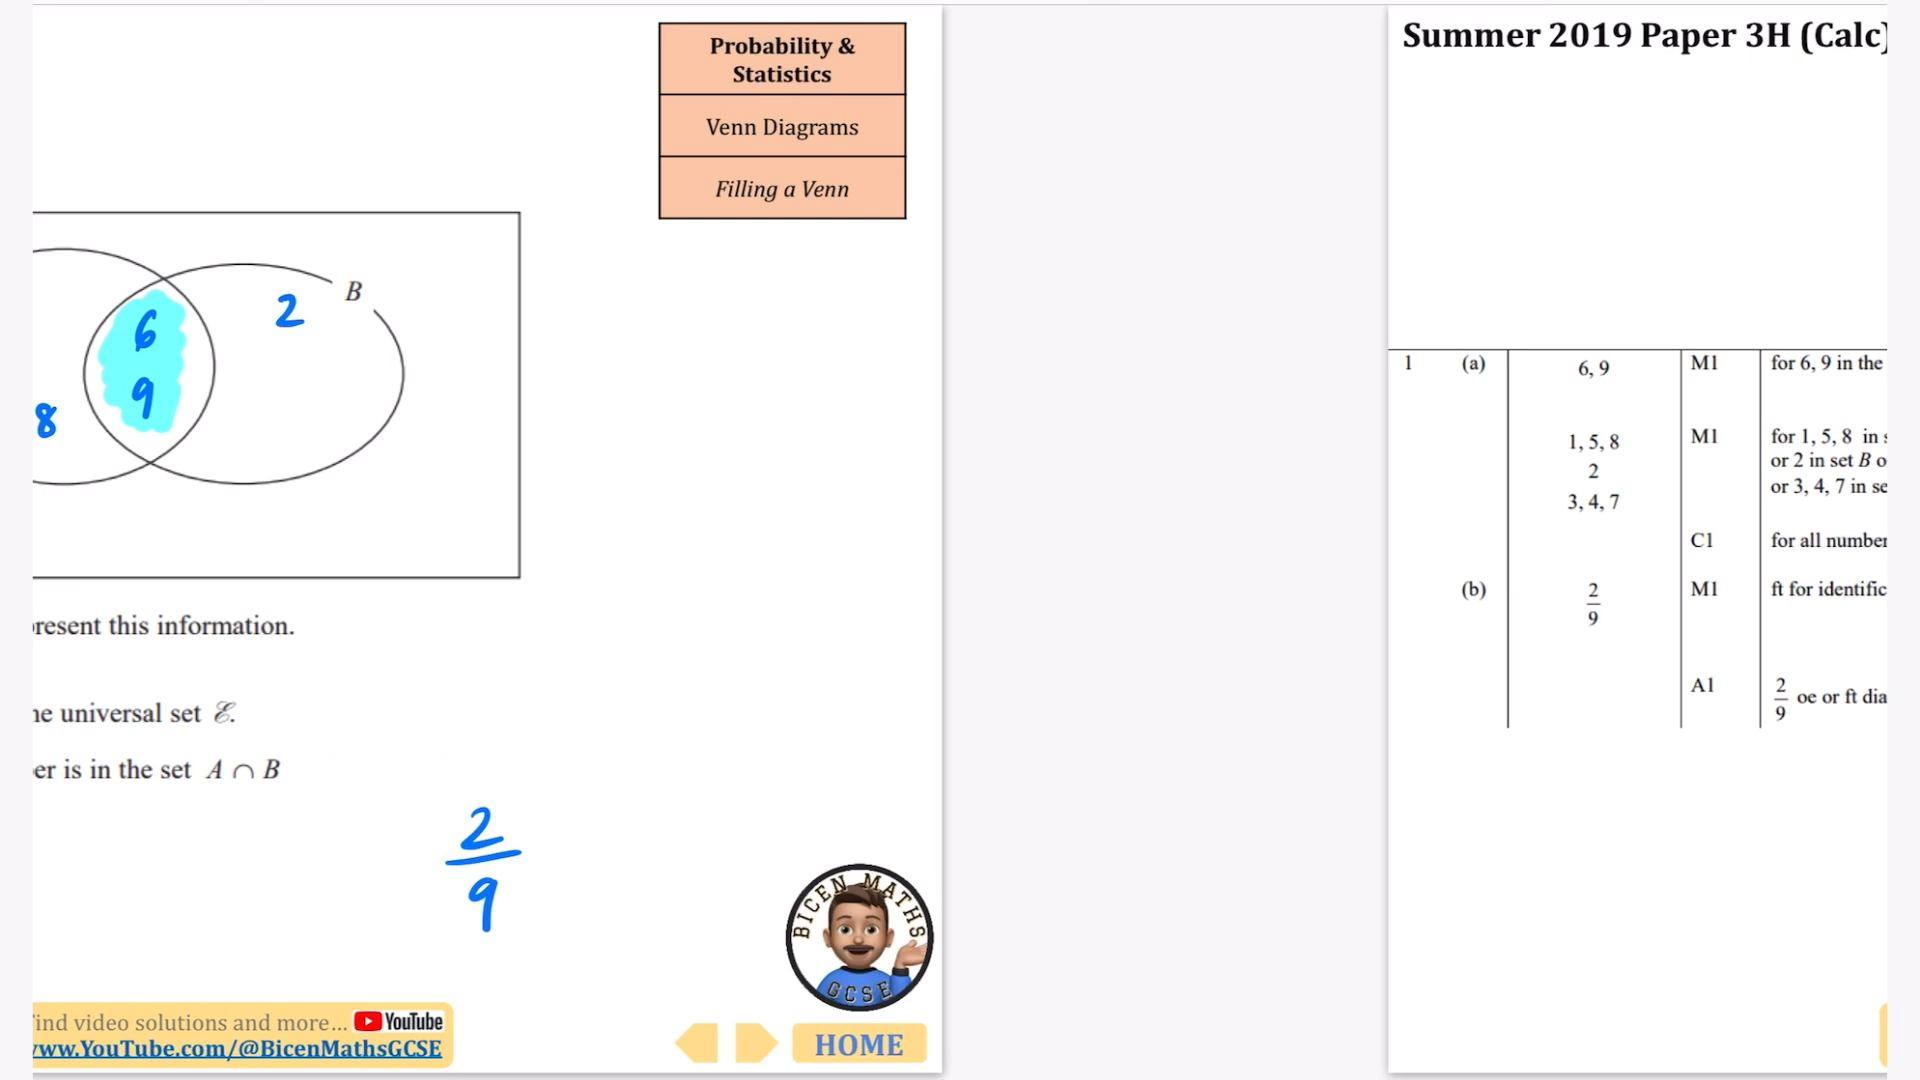 Probability &
Statistics
Venn Diagrams
Filling a Venn
B
2
6
9
8
present this information.
he universal set ℰ.
er is in the set A ∩ B
2
9
BICEN MATHS
GCSE
find video solutions and more... YouTube
www.YouTube.com/@BicenMathsGCSE
HOME
Summer 2019 Paper 3H (Calc)
1 (a) 6, 9 M1 for 6, 9 in the
1, 5, 8 M1 for 1, 5, 8 in s
2 or 2 in set B o
3, 4, 7 or 3, 4, 7 in se
C1 for all number
(b) 2 M1 ft for identific
9
A1 2 oe or ft dia
9